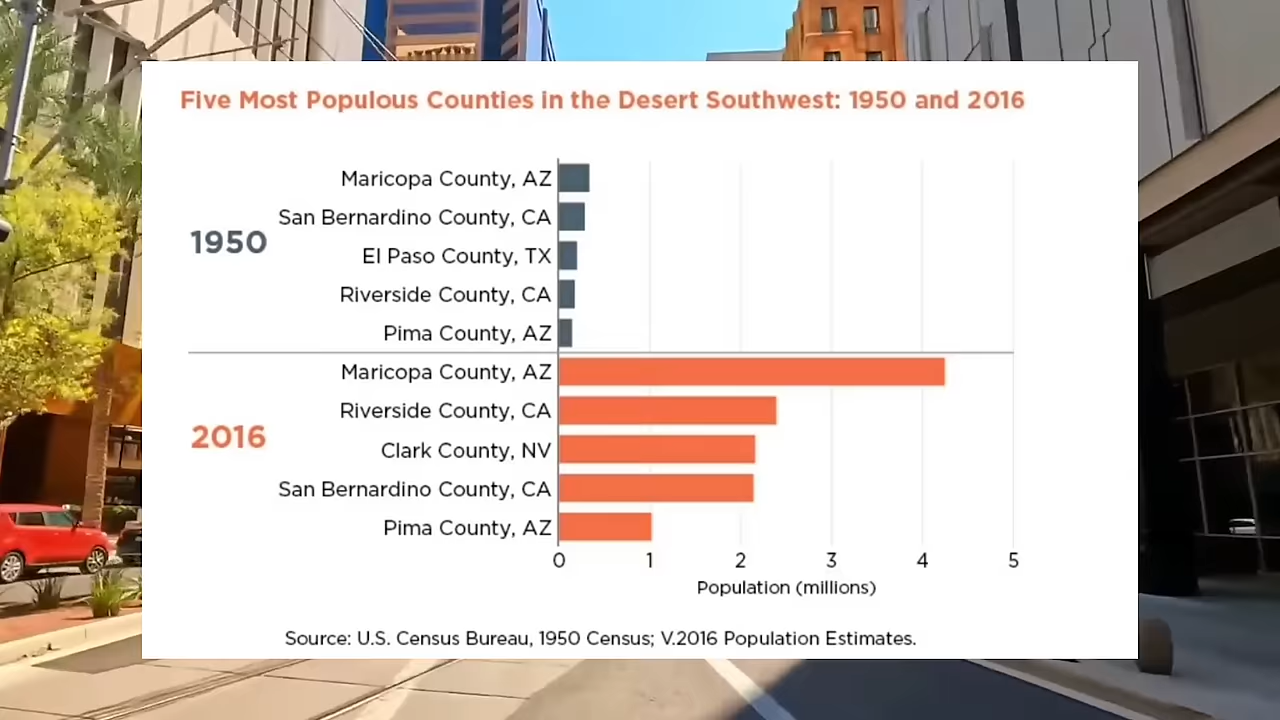 Five Most Populous Counties in the Desert Southwest: 1950 and 2016
1950
Maricopa County, AZ
San Bernardino County, CA
El Paso County, TX
Riverside County, CA
Pima County, AZ
2016
Maricopa County, AZ
Riverside County, CA
Clark County, NV
San Bernardino County, CA
Pima County, AZ
0 1 2 3 4 5
Population (millions)
Source: U.S. Census Bureau, 1950 Census; V.2016 Population Estimates.